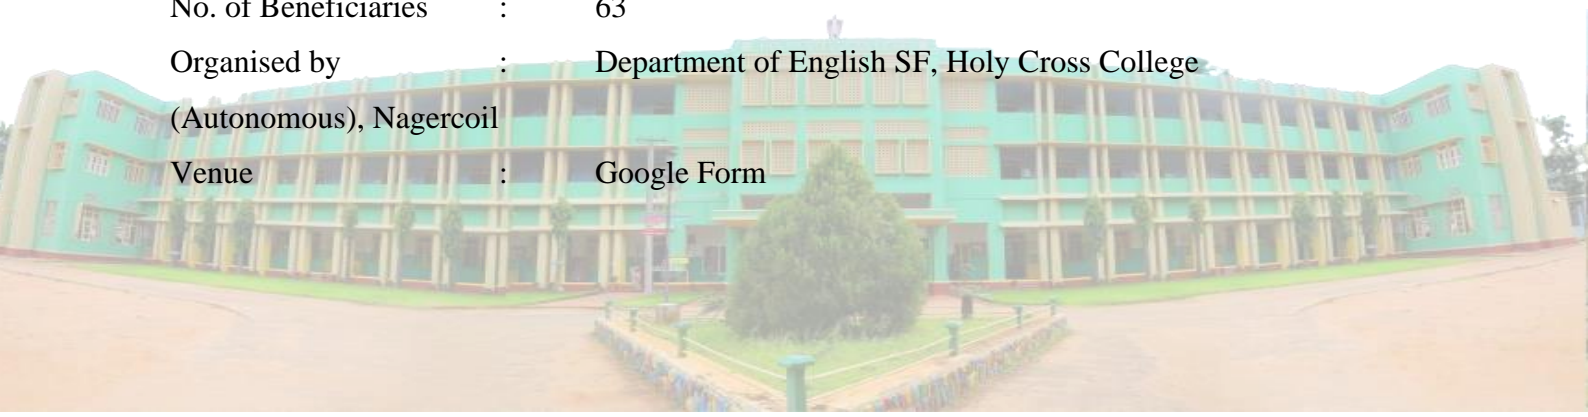 No. of Beneficiaries : 63
Organised by : Department of English SF, Holy Cross College
(Autonomous), Nagercoil
Venue : Google Form